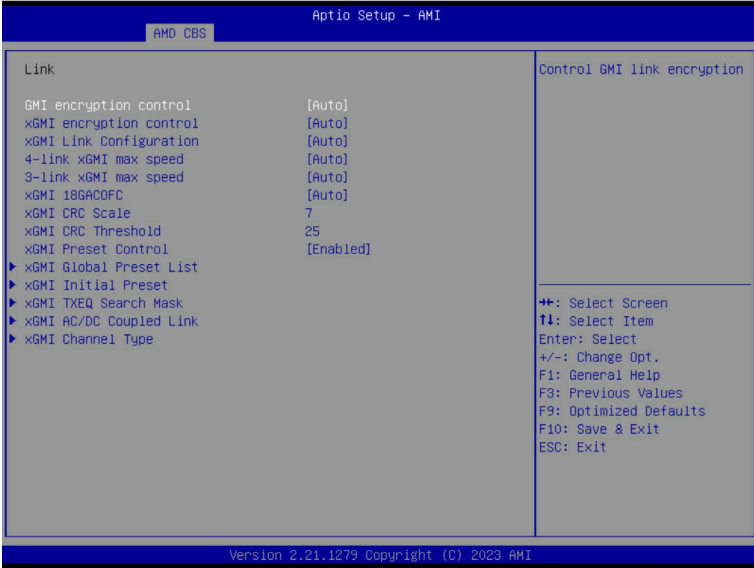 Aptio Setup – AMI
AMD CBS
Link
GMI encryption control [Auto]
xGMI encryption control [Auto]
xGMI Link Configuration [Auto]
4-link xGMI max speed [Auto]
3-link xGMI max speed [Auto]
xGMI 18GACOFC [Auto]
xGMI CRC Scale 7
xGMI CRC Threshold 25
xGMI Preset Control [Enabled]
xGMI Global Preset List
xGMI Initial Preset
xGMI TXEQ Search Mask
xGMI AC/DC Coupled Link
xGMI Channel Type
Control GMI link encryption
→←: Select Screen
↑↓: Select Item
Enter: Select
+/-: Change Opt.
F1: General Help
F3: Previous Values
F9: Optimized Defaults
F10: Save & Exit
ESC: Exit
Version 2.21.1279 Copyright (C) 2023 AMI